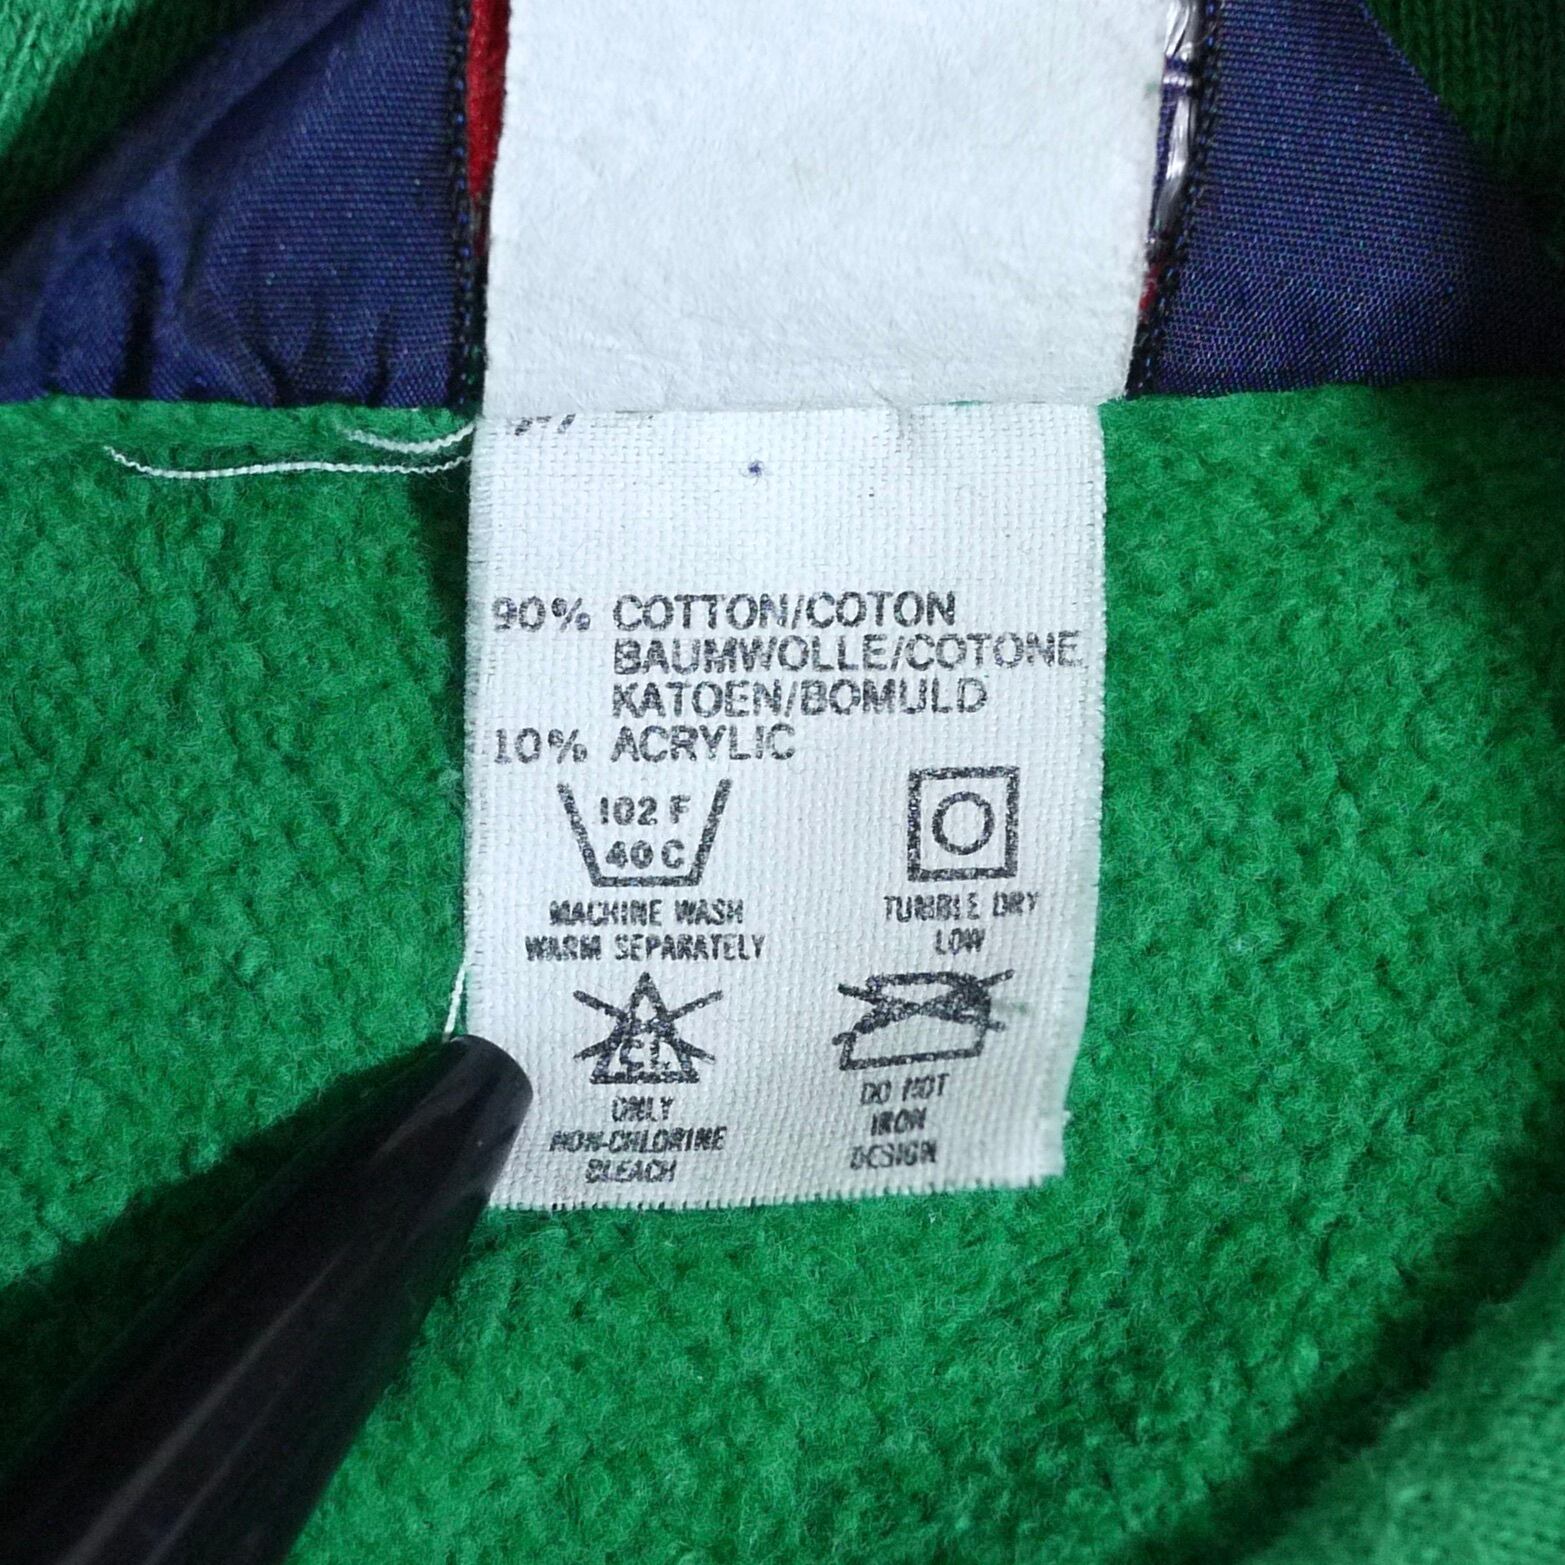 90% COTTON/COTON
BAUMWOLLE/COTONE
KATOEN/BOMULD
10% ACRYLIC
102 F
40 C
MACHINE WASH
WARM SEPARATELY
TUMBLE DRY
LOW
CL
ONLY
NON-CHLORINE
BLEACH
DO NOT
IRON
DESIGN